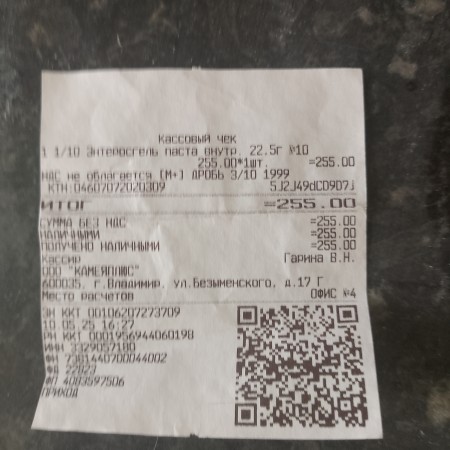 Кассовый чек
1 1/10 Энтеросгель паста внутр. 22.5г №10
255.00*1шт. =255.00
НДС не облагается [М+] ДРОБЬ 3/10 1999
КТН:04607072020309 SJ2J49dCD9D7j
ИТОГ =255.00
СУММА БЕЗ НДС =255.00
НАЛИЧНЫМИ =255.00
ПОЛУЧЕНО НАЛИЧНЫМИ =255.00
Кассир Гарина В.Н.
ООО "КАМЕЯПЛЮС"
600035, г.Владимир, ул.Безыменского, д.17 Г
Место расчетов ОФИС №4
ЗН ККТ 00106207273709
10.05.25 16:27
РН ККТ 0001956944060198
ИНН 3329057180
ФН 7381440700044002
ФД 22823
ФП 4003597506
ПРИХОД